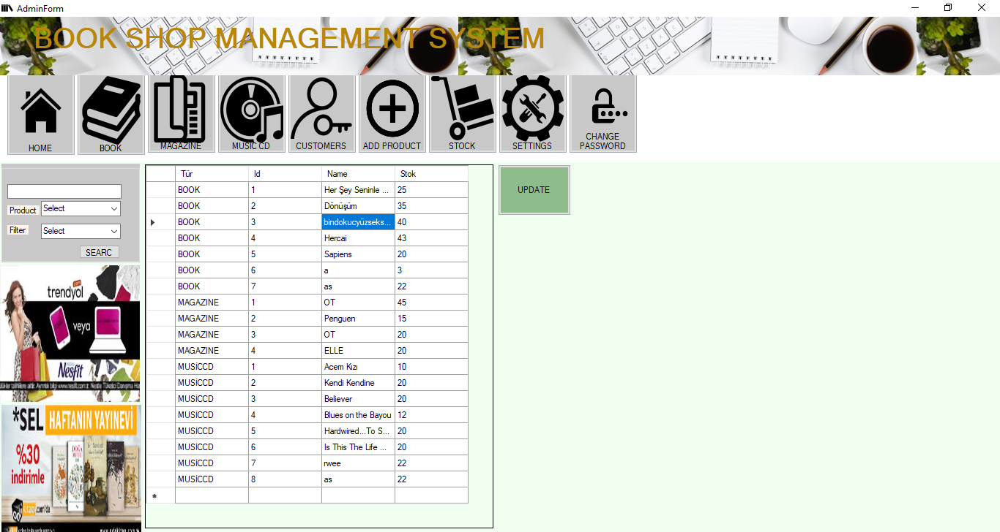 AdminForm
BOOK SHOP MANAGEMENT SYSTEM
HOME
BOOK
MAGAZINE
MUSIC CD
CUSTOMERS
ADD PRODUCT
STOCK
SETTINGS
CHANGE
PASSWORD
Product
Select
Filter
Select
SEARC
trendyol
.com
veya
Nesfit
*SEL HAFTANIN YAYINEVİ
%30
indirimle
DOĞA
kitap.com'da
Tür Id Name Stok
BOOK 1 Her Şey Seninle ... 25
BOOK 2 Dönüşüm 35
BOOK 3 bindokucyüzseks... 40
BOOK 4 Hercai 43
BOOK 5 Sapiens 20
BOOK 6 a 3
BOOK 7 as 22
MAGAZINE 1 OT 45
MAGAZINE 2 Penguen 15
MAGAZINE 3 OT 20
MAGAZINE 4 ELLE 20
MUSİCCD 1 Acem Kızı 10
MUSİCCD 2 Kendi Kendine 20
MUSİCCD 3 Believer 20
MUSİCCD 4 Blues on the Bayou 12
MUSİCCD 5 Hardwired...To S... 20
MUSİCCD 6 Is This The Life ... 20
MUSİCCD 7 rwee 22
MUSİCCD 8 as 22
UPDATE